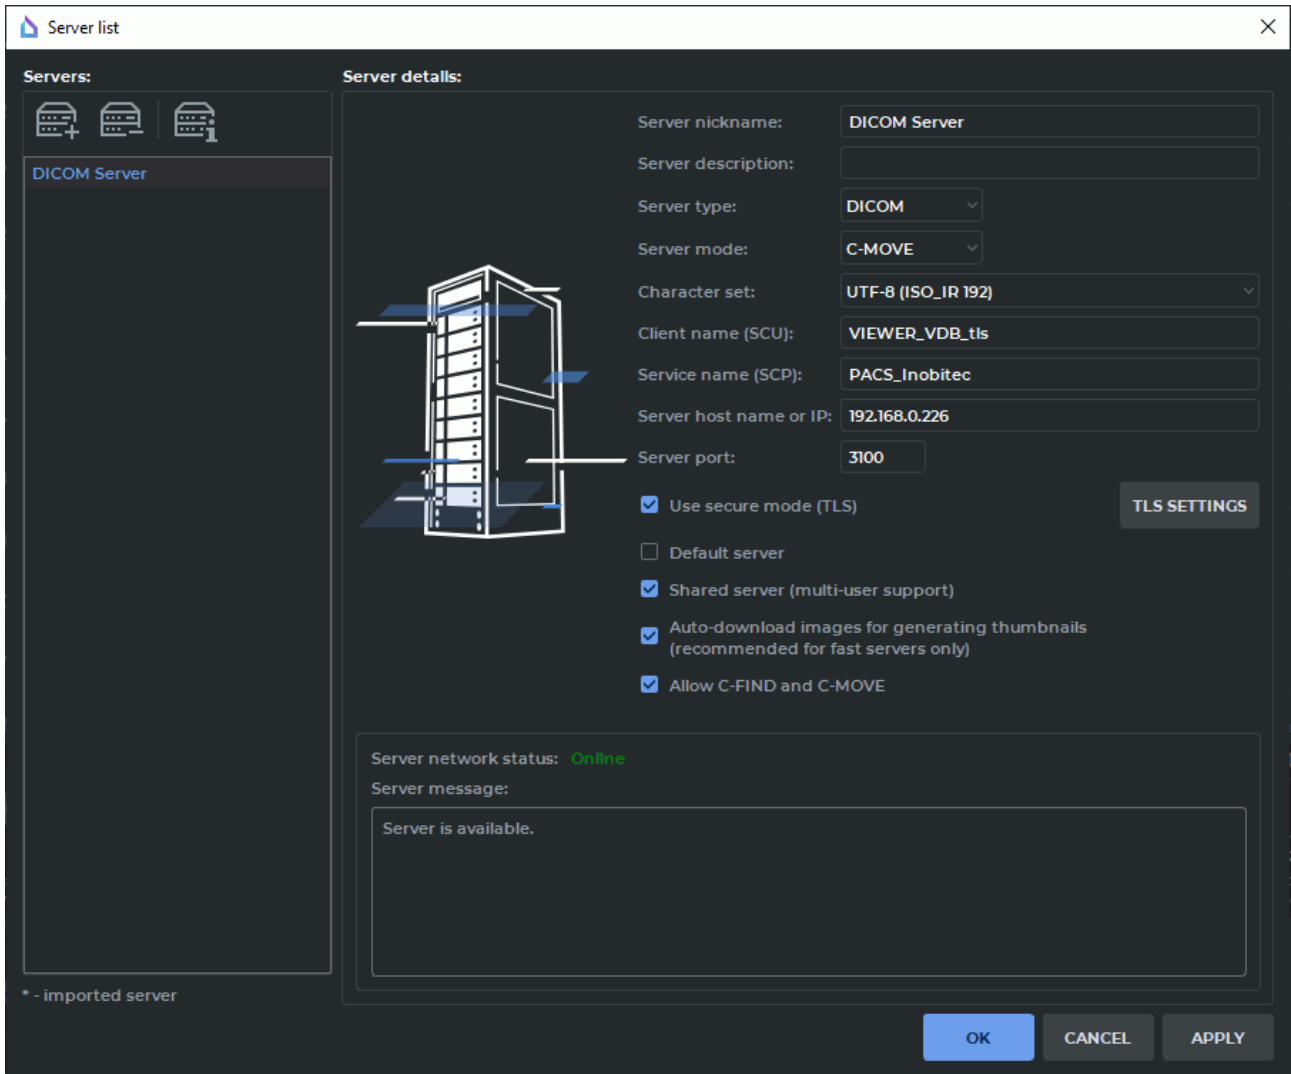 Server list
Servers:
Server details:
DICOM Server
* - imported server
Server nickname: DICOM Server
Server description:
Server type: DICOM
Server mode: C-MOVE
Character set: UTF-8 (ISO_IR 192)
Client name (SCU): VIEWER_VDB_tls
Service name (SCP): PACS_Inobitec
Server host name or IP: 192.168.0.226
Server port: 3100
Use secure mode (TLS) TLS SETTINGS
Default server
Shared server (multi-user support)
Auto-download images for generating thumbnails
(recommended for fast servers only)
Allow C-FIND and C-MOVE
Server network status: Online
Server message:
Server is available.
OK CANCEL APPLY